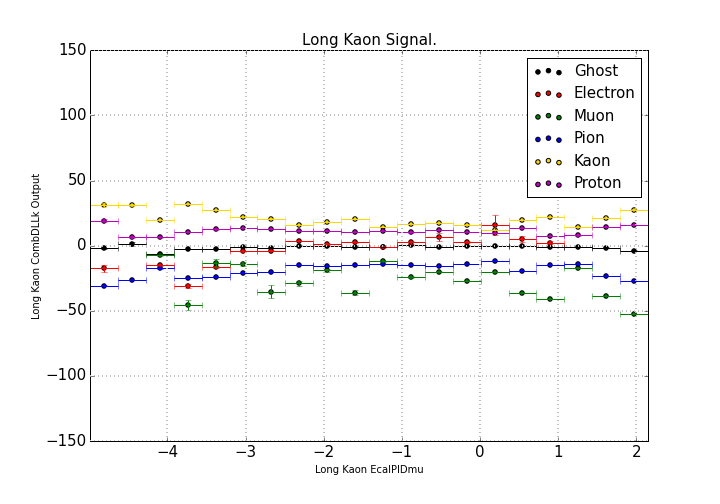 Long Kaon Signal.
150
100
50
0
−50
−100
−150
Long Kaon CombDLLk Output
Ghost
Electron
Muon
Pion
Kaon
Proton
−4
−3
−2
−1
0
1
2
Long Kaon EcalPIDmu